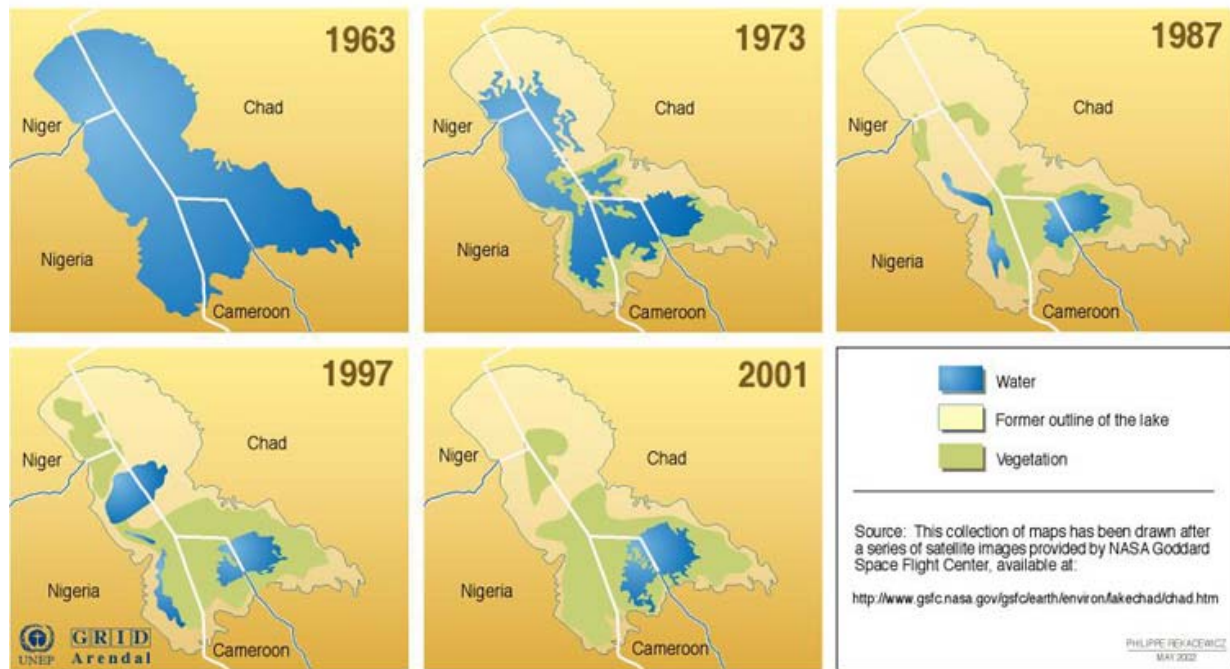 1963
Niger
Chad
Nigeria
Cameroon
1973
Niger
Chad
Nigeria
Cameroon
1987
Niger
Chad
Nigeria
Cameroon
1997
Niger
Chad
Nigeria
Cameroon
UNEP
GRID
Arendal
2001
Niger
Chad
Nigeria
Cameroon
Water
Former outline of the lake
Vegetation
Source: This collection of maps has been drawn after
a series of satellite images provided by NASA Goddard
Space Flight Center, available at:
http://www.gsfc.nasa.gov/gsfc/earth/environ/lakechad/chad.htm
PHILIPPE REKACEWICZ
MAY 2002